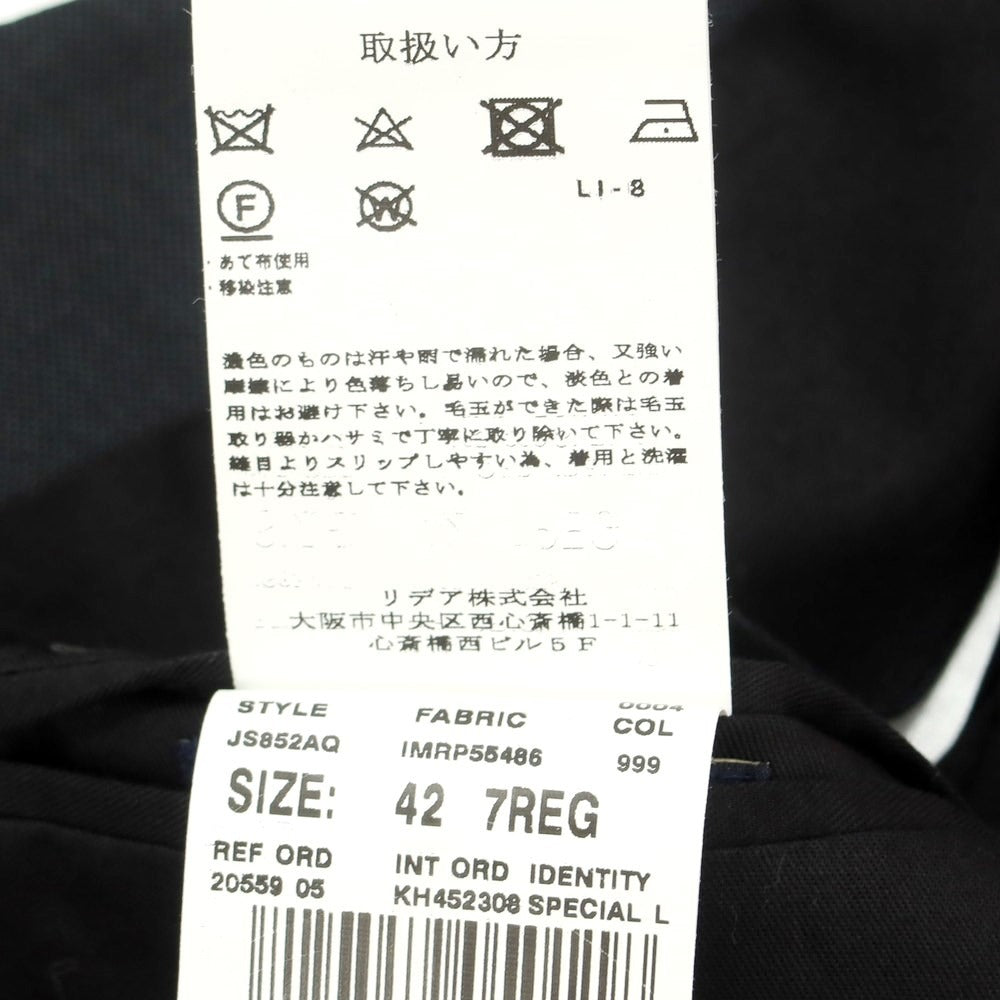 取扱い方
LI-8
F
W
・あて布使用
・移染注意
濃色のものは汗や雨で濡れた場合、又強い
摩擦により色落ちし易いので、淡色との着
用はお避け下さい。毛玉ができた際は毛玉
取り器かハサミで丁寧に取り除いて下さい。
縫目よりスリップしやすい為、着用と洗濯
は十分注意して下さい。
リデア株式会社
大阪市中央区西心斎橋1-1-11
心斎橋西ビル5F
STYLE FABRIC COL
JS852AQ IMRP55486 999
SIZE: 42 7REG
REF ORD INT ORD IDENTITY
20559 05 KH452308 SPECIAL L